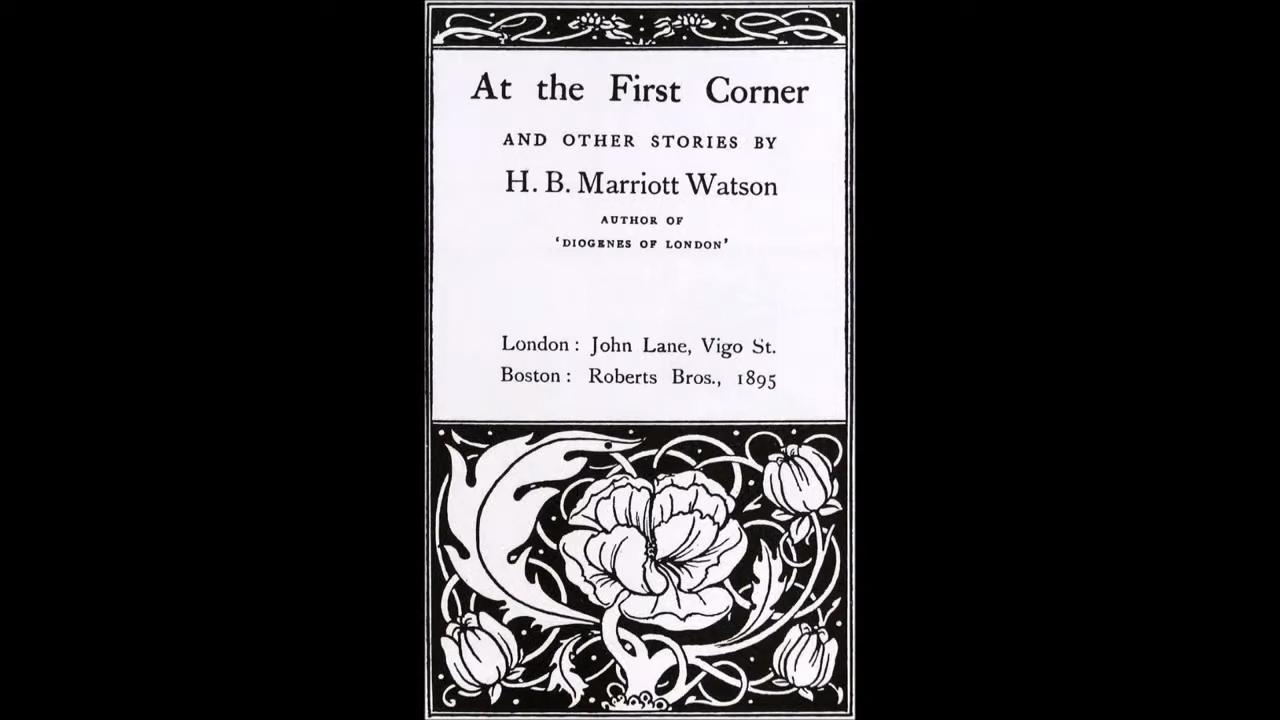 At the First Corner
AND OTHER STORIES BY
H. B. Marriott Watson
AUTHOR OF
‘DIOGENES OF LONDON’
London : John Lane, Vigo St.
Boston : Roberts Bros., 1895